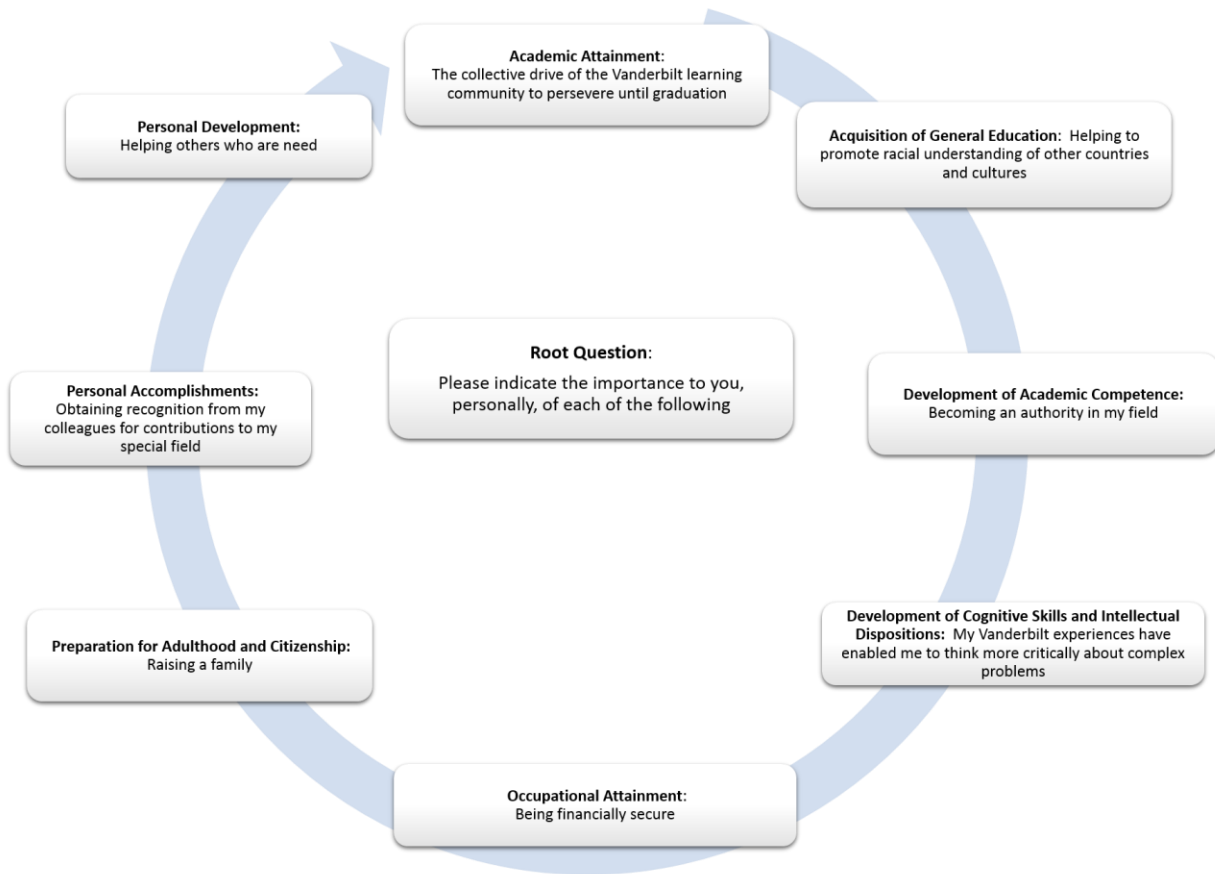 Academic Attainment:
The collective drive of the Vanderbilt learning
community to persevere until graduation
Acquisition of General Education: Helping to
promote racial understanding of other countries
and cultures
Development of Academic Competence:
Becoming an authority in my field
Development of Cognitive Skills and Intellectual
Dispositions: My Vanderbilt experiences have
enabled me to think more critically about complex
problems
Occupational Attainment:
Being financially secure
Preparation for Adulthood and Citizenship:
Raising a family
Personal Accomplishments:
Obtaining recognition from my
colleagues for contributions to my
special field
Personal Development:
Helping others who are need
Root Question:
Please indicate the importance to you,
personally, of each of the following